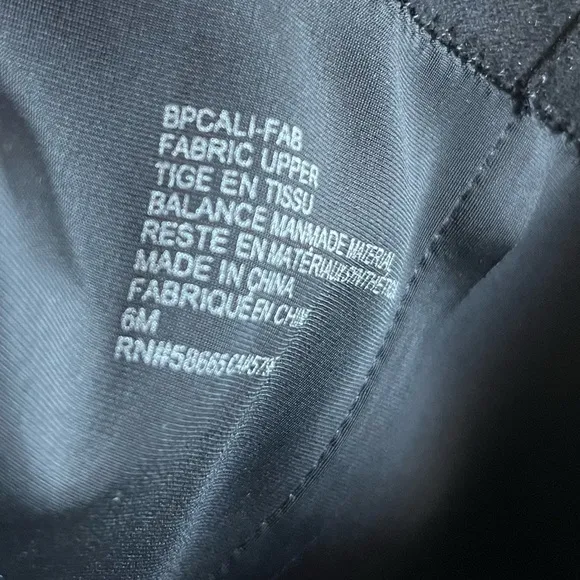 BPCALI-FAB
FABRIC UPPER
TIGE EN TISSU
BALANCE MANMADE MATERIAL
RESTE EN MATERIAUX
MADE IN CHINA
FABRIQUE EN CHINE
6M
RN#58665